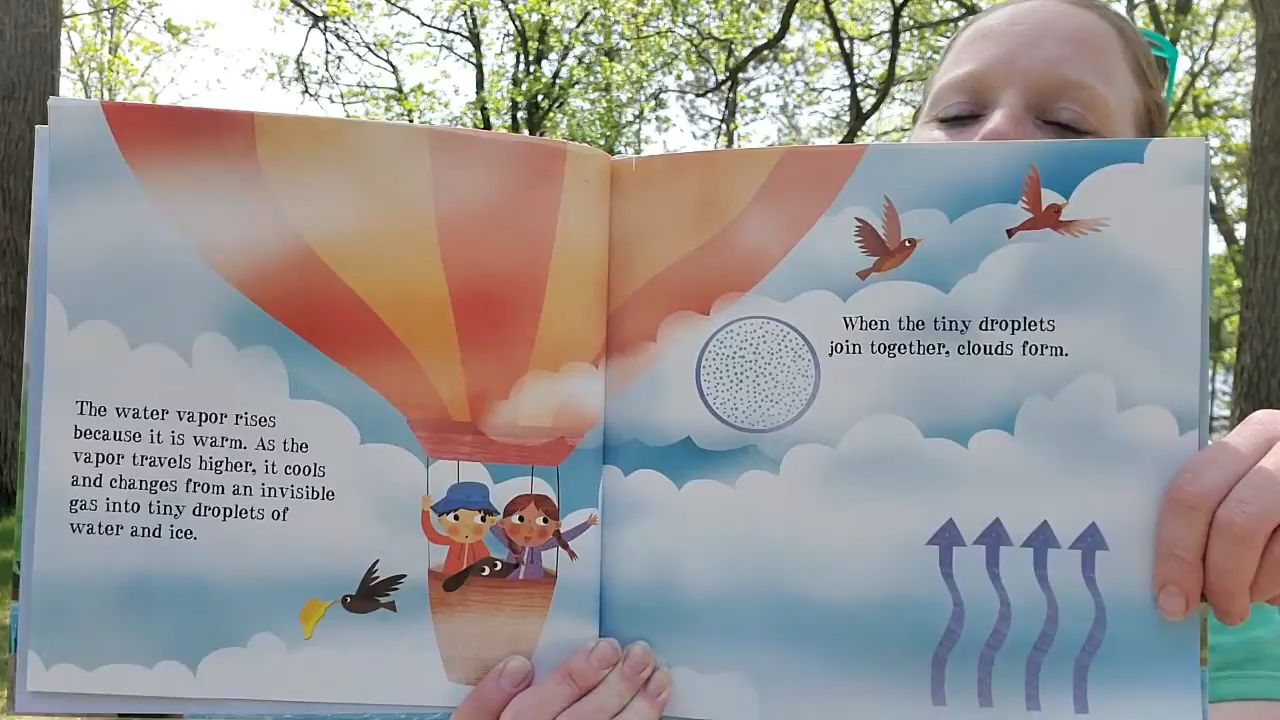 The water vapor rises
because it is warm. As the
vapor travels higher, it cools
and changes from an invisible
gas into tiny droplets of
water and ice.
When the tiny droplets
join together, clouds form.